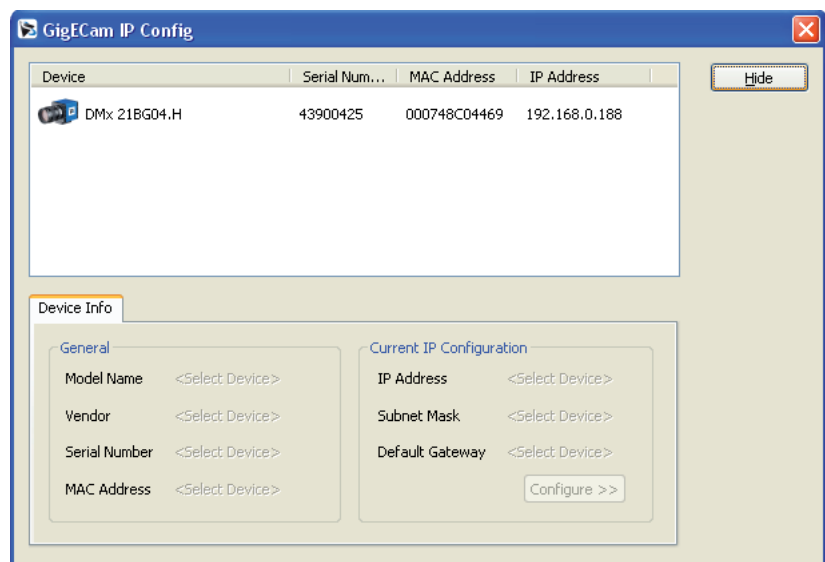 GigECam IP Config
Device Serial Num... MAC Address IP Address
Hide
DMx 21BG04.H 43900425 000748C04469 192.168.0.188
Device Info
General
Model Name <Select Device>
Vendor <Select Device>
Serial Number <Select Device>
MAC Address <Select Device>
Current IP Configuration
IP Address <Select Device>
Subnet Mask <Select Device>
Default Gateway <Select Device>
Configure >>